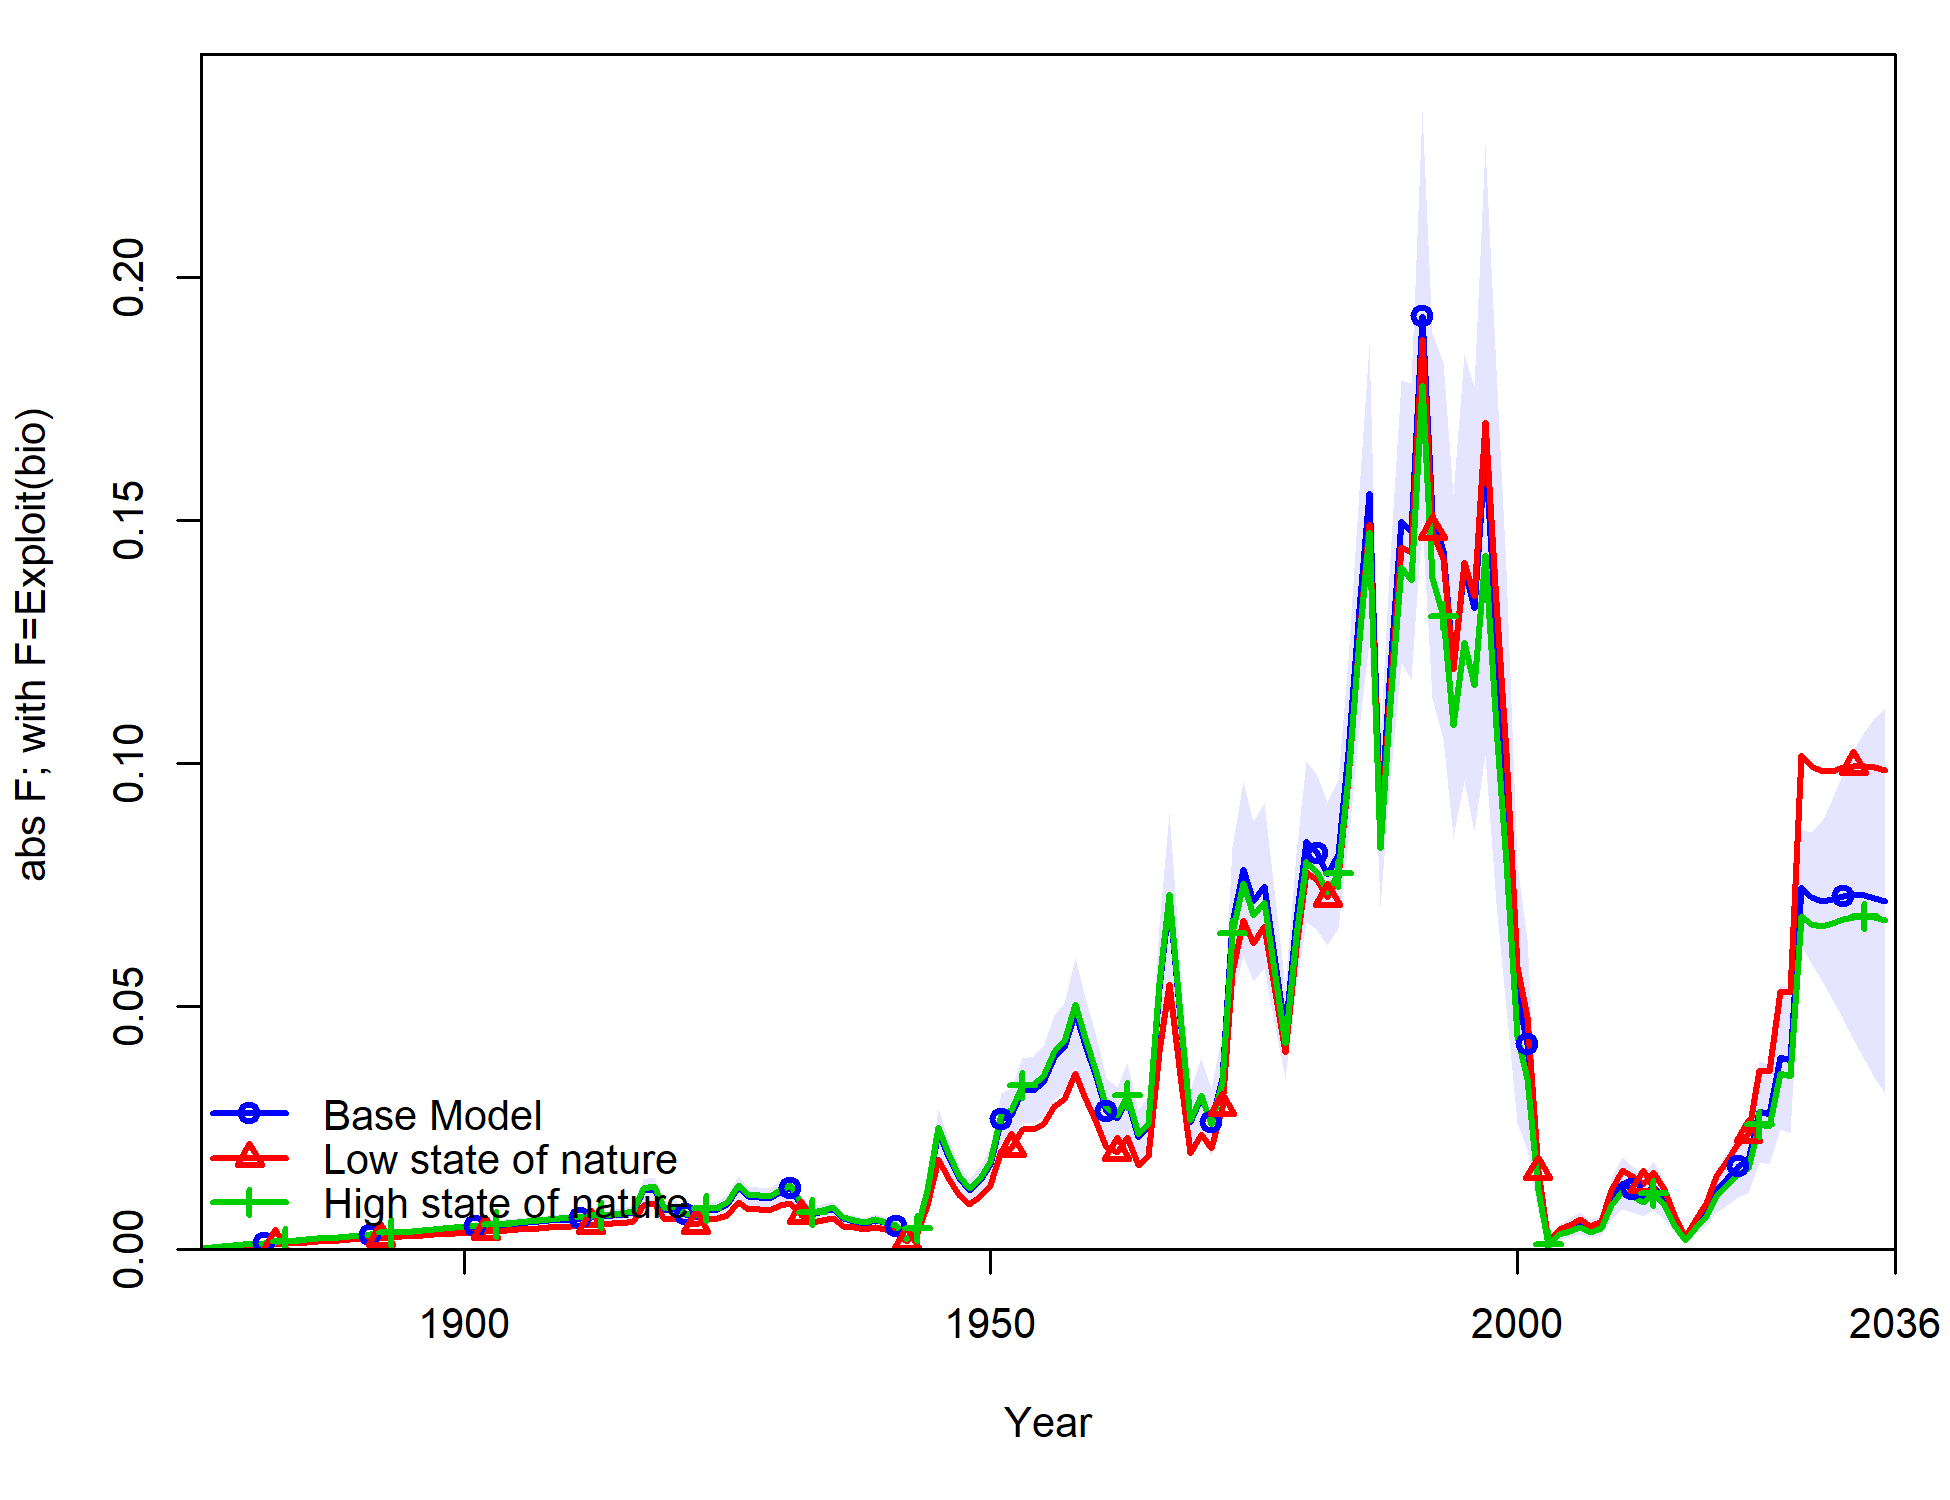 abs F; with F=Exploit(bio)
0.20
0.15
0.10
0.05
0.00
Base Model
Low state of nature
High state of nature
1900 1950 2000 2036
Year